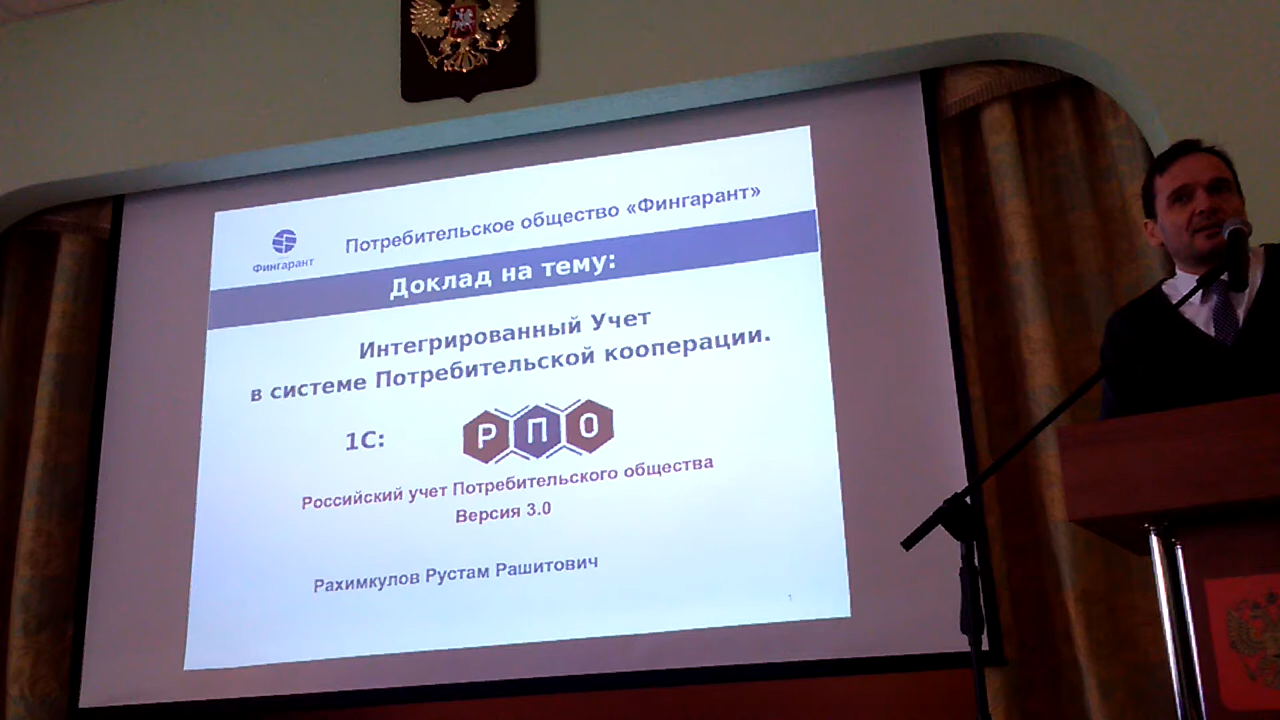 Потребительское общество «Фингарант»
Фингарант
Доклад на тему:
Интегрированный Учет
в системе Потребительской кооперации.
1С: РПО
Российский учет Потребительского общества
Версия 3.0
Рахимкулов Рустам Рашитович
1